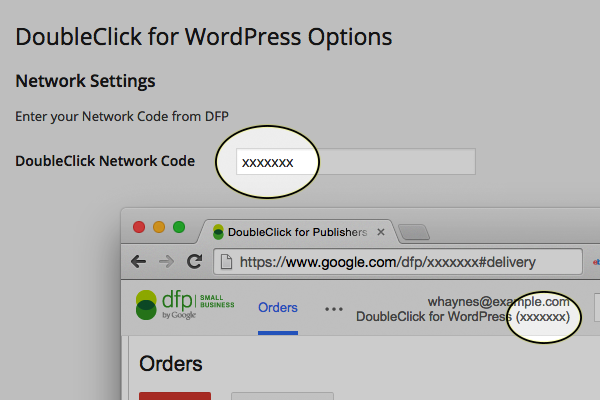 DoubleClick for WordPress Options
Network Settings
Enter your Network Code from DFP
DoubleClick Network Code
xxxxxxx
DoubleClick for Publishers
https://www.google.com/dfp/xxxxxxx#delivery
dfp
SMALL
BUSINESS
by Google
Orders
whaynes@example.com
DoubleClick for WordPress (xxxxxxx)
Orders